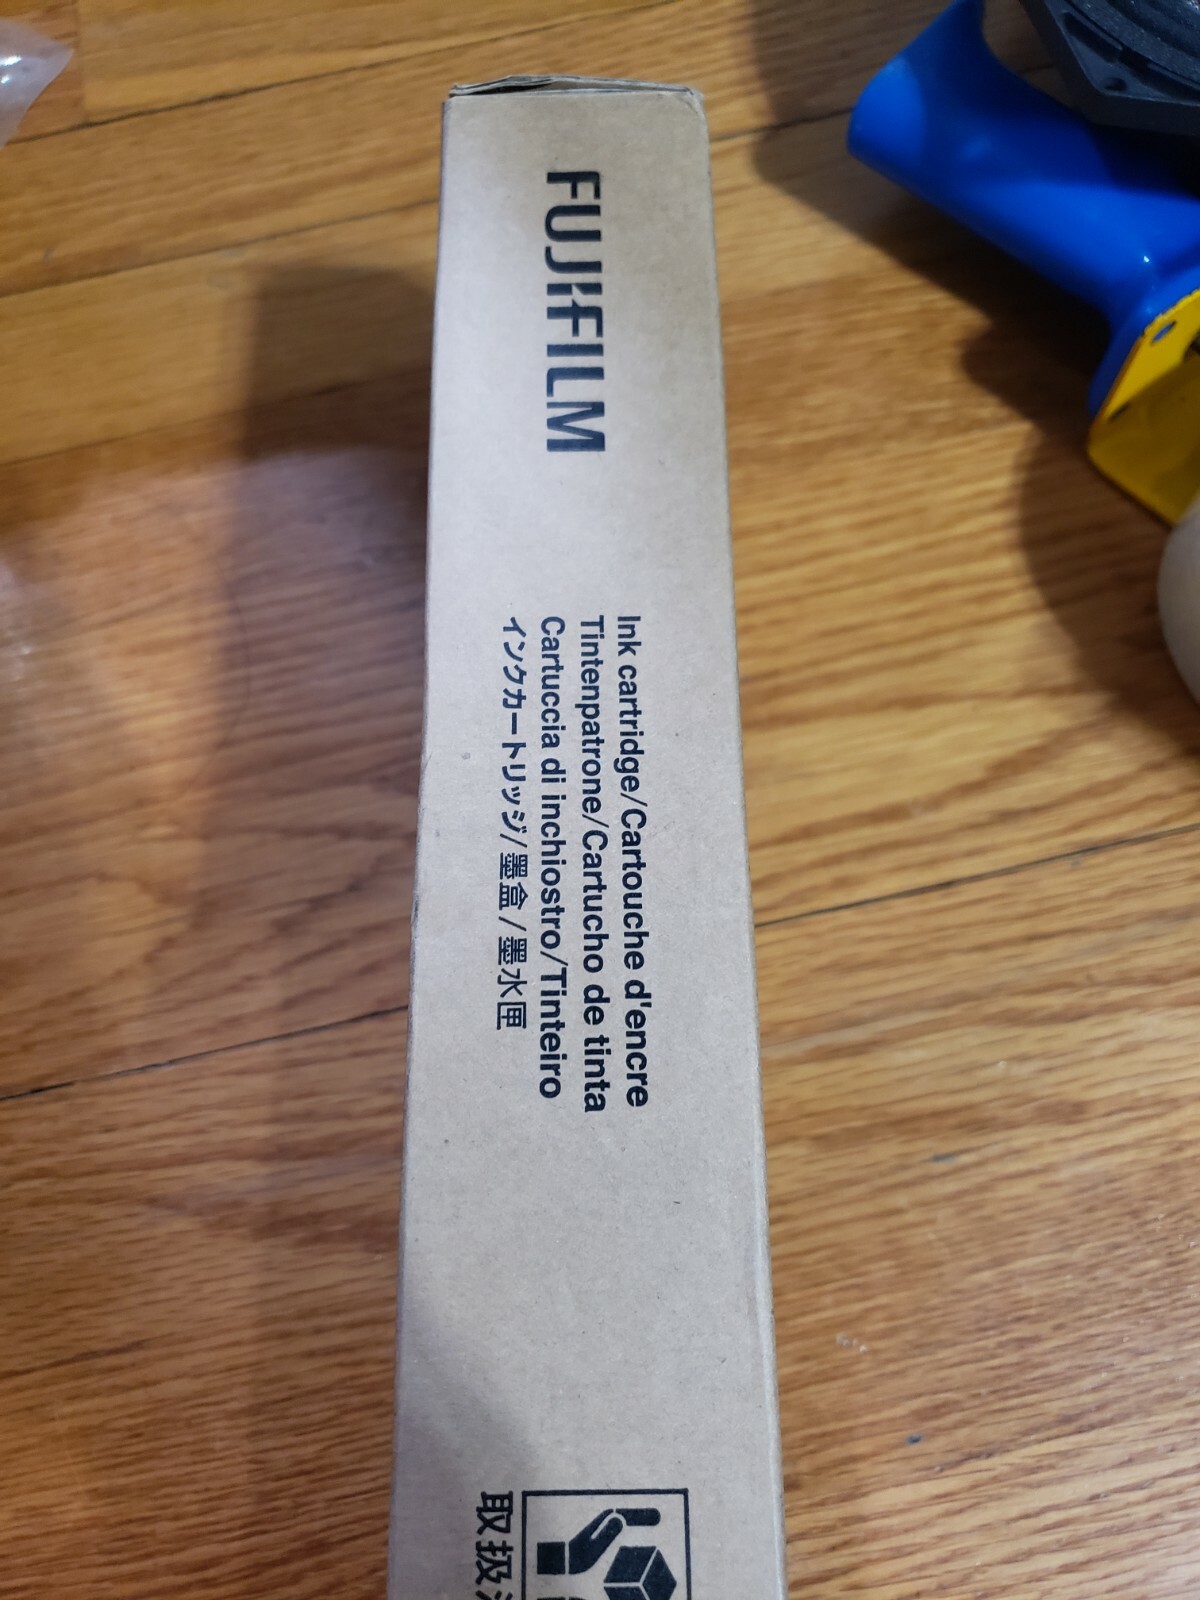 FUJIFILM
Ink cartridge/Cartouche d'encre
Tintenpatrone/Cartucho de tinta
Cartuccia di inchiostro/Tinteiro
インクカートリッジ/墨盒/墨水匣
取扱